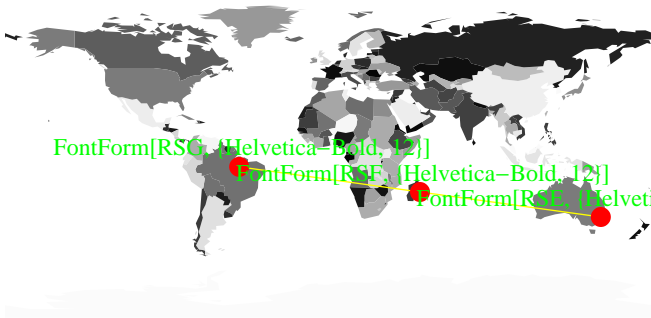 FontForm[RSG, {Helvetica-Bold, 12}]
FontForm[RSF, {Helvetica-Bold, 12}]
FontForm[RSE, {Helveti